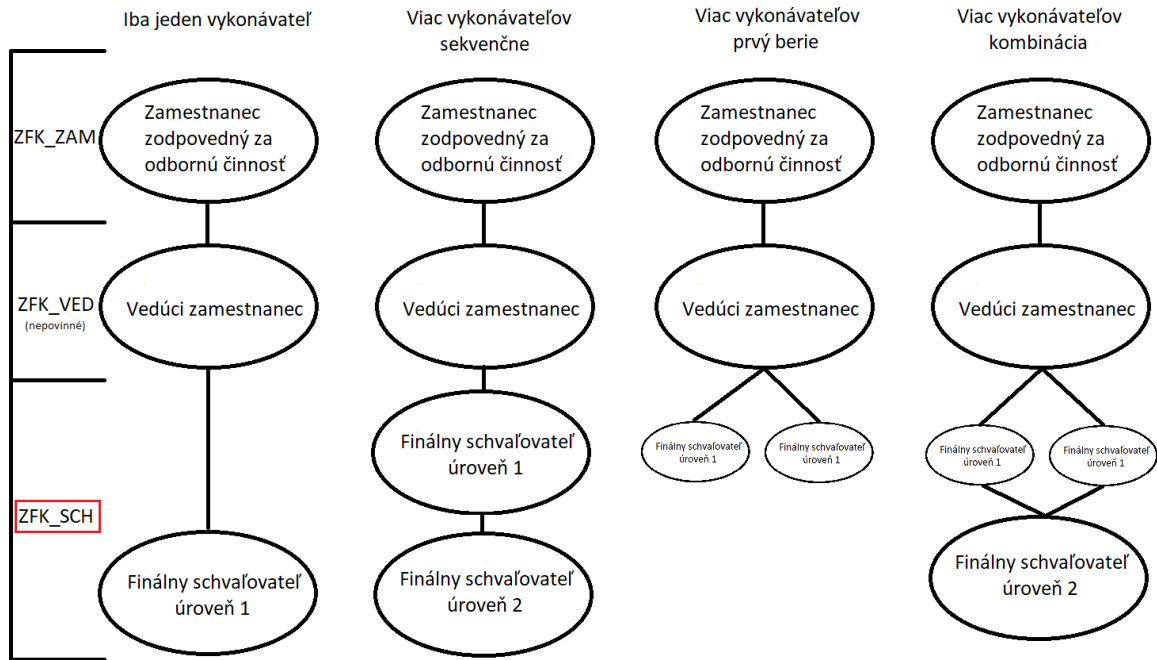 Iba jeden vykonávateľ
Viac vykonávateľov
sekvenčne
Viac vykonávateľov
prvý berie
Viac vykonávateľov
kombinácia
ZFK_ZAM
Zamestnanec
zodpovedný za
odbornú činnosť
Zamestnanec
zodpovedný za
odbornú činnosť
Zamestnanec
zodpovedný za
odbornú činnosť
Zamestnanec
zodpovedný za
odbornú činnosť
ZFK_VED
(nepovinné)
Vedúci zamestnanec
Vedúci zamestnanec
Vedúci zamestnanec
Vedúci zamestnanec
ZFK_SCH
Finálny schvaľovateľ
úroveň 1
Finálny schvaľovateľ
úroveň 1
Finálny schvaľovateľ
úroveň 2
Finálny schvaľovateľ
úroveň 1
Finálny schvaľovateľ
úroveň 1
Finálny schvaľovateľ
úroveň 1
Finálny schvaľovateľ
úroveň 1
Finálny schvaľovateľ
úroveň 2